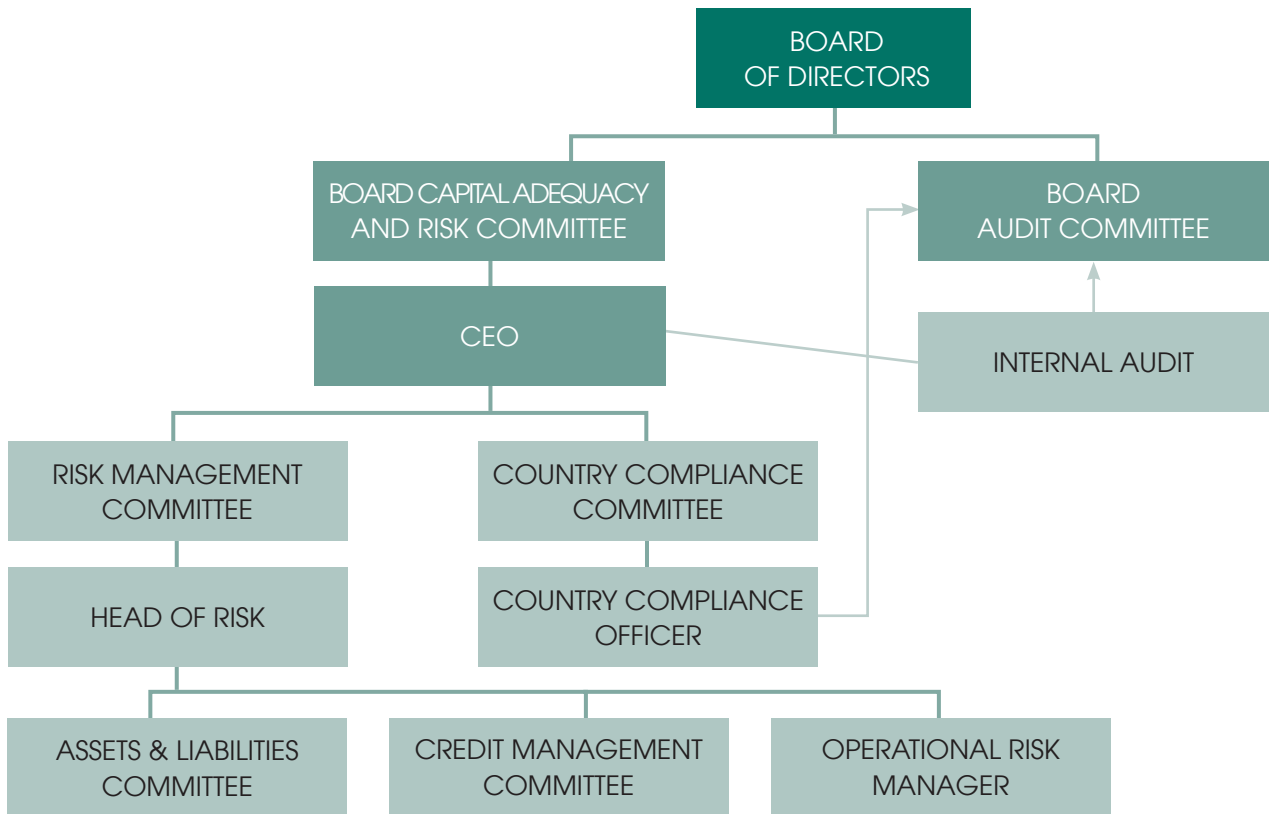 BOARD
OF DIRECTORS
BOARD CAPITAL ADEQUACY
AND RISK COMMITTEE
BOARD
AUDIT COMMITTEE
CEO
INTERNAL AUDIT
RISK MANAGEMENT
COMMITTEE
COUNTRY COMPLIANCE
COMMITTEE
HEAD OF RISK
COUNTRY COMPLIANCE
OFFICER
ASSETS & LIABILITIES
COMMITTEE
CREDIT MANAGEMENT
COMMITTEE
OPERATIONAL RISK
MANAGER